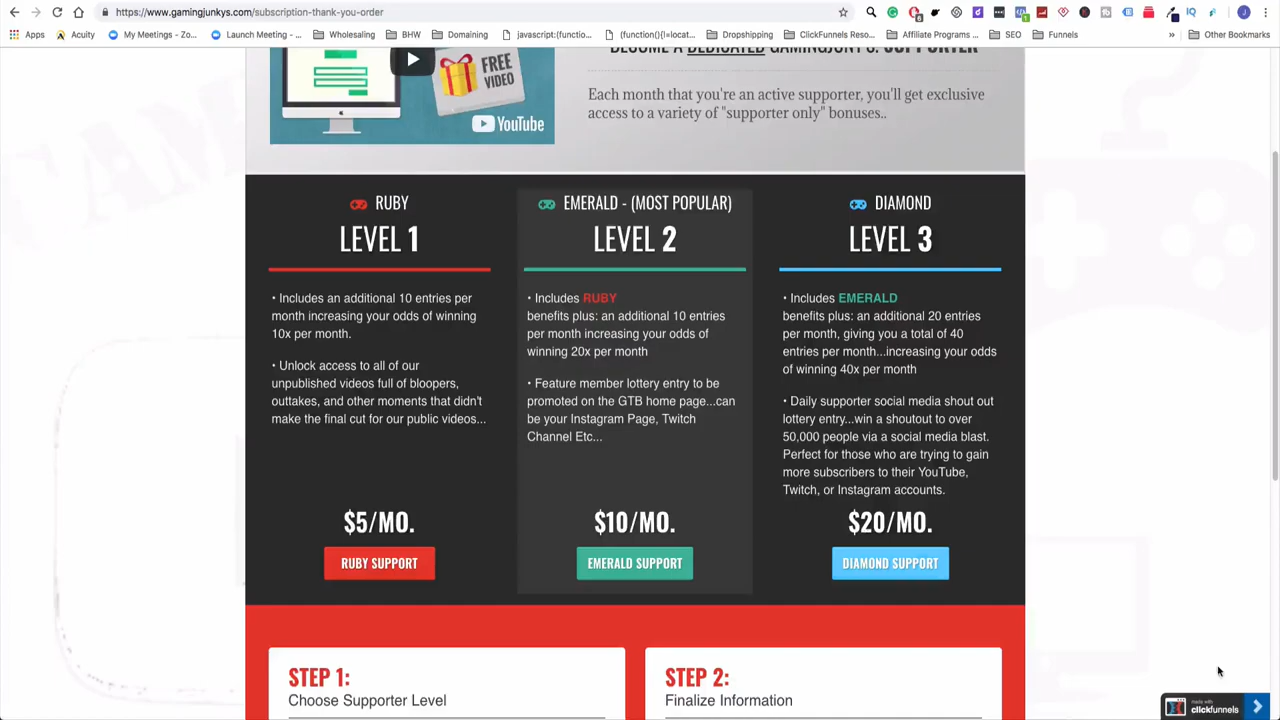 https://www.gamingjunkys.com/subscription-thank-you-order
Apps
Acuity
My Meetings - Zo...
Launch Meeting - ...
Wholesaling
BHW
Domaining
javascript:(functio...
(function(){!=locat...
Dropshipping
ClickFunnels Reso...
Affiliate Programs ...
SEO
Funnels
»
Other Bookmarks
BECOME A DEDICATED GAMINGJUNKYS. SUPPORTER
FREE
VIDEO
YouTube
Each month that you're an active supporter, you'll get exclusive
access to a variety of "supporter only" bonuses..
RUBY
LEVEL 1
• Includes an additional 10 entries per
month increasing your odds of winning
10x per month.
• Unlock access to all of our
unpublished videos full of bloopers,
outtakes, and other moments that didn't
make the final cut for our public videos...
$5/MO.
RUBY SUPPORT
EMERALD - (MOST POPULAR)
LEVEL 2
• Includes RUBY
benefits plus: an additional 10 entries
per month increasing your odds of
winning 20x per month
• Feature member lottery entry to be
promoted on the GTB home page...can
be your Instagram Page, Twitch
Channel Etc...
$10/MO.
EMERALD SUPPORT
DIAMOND
LEVEL 3
• Includes EMERALD
benefits plus: an additional 20 entries
per month, giving you a total of 40
entries per month...increasing your odds
of winning 40x per month
• Daily supporter social media shout out
lottery entry...win a shoutout to over
50,000 people via a social media blast.
Perfect for those who are trying to gain
more subscribers to their YouTube,
Twitch, or Instagram accounts.
$20/MO.
DIAMOND SUPPORT
STEP 1:
Choose Supporter Level
STEP 2:
Finalize Information
made with
clickfunnels